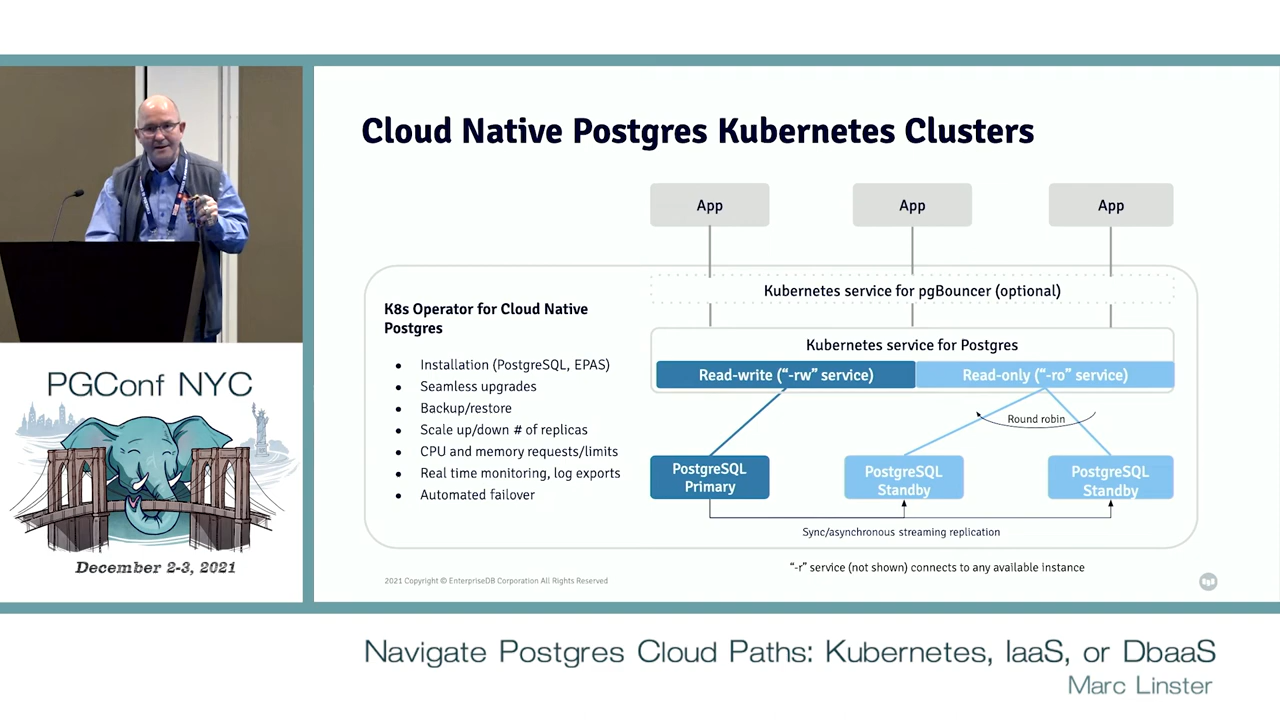 Cloud Native Postgres Kubernetes Clusters
App
App
App
Kubernetes service for pgBouncer (optional)
K8s Operator for Cloud Native
Postgres
Installation (PostgreSQL, EPAS)
Seamless upgrades
Backup/restore
Scale up/down # of replicas
CPU and memory requests/limits
Real time monitoring, log exports
Automated failover
Kubernetes service for Postgres
Read-write (“-rw” service)
Read-only (“-ro” service)
Round robin
PostgreSQL
Primary
PostgreSQL
Standby
PostgreSQL
Standby
Sync/asynchronous streaming replication
“-r” service (not shown) connects to any available instance
2021 Copyright © EnterpriseDB Corporation All Rights Reserved
PGConf NYC
December 2-3, 2021
Navigate Postgres Cloud Paths: Kubernetes, IaaS, or DbaaS
Marc Linster